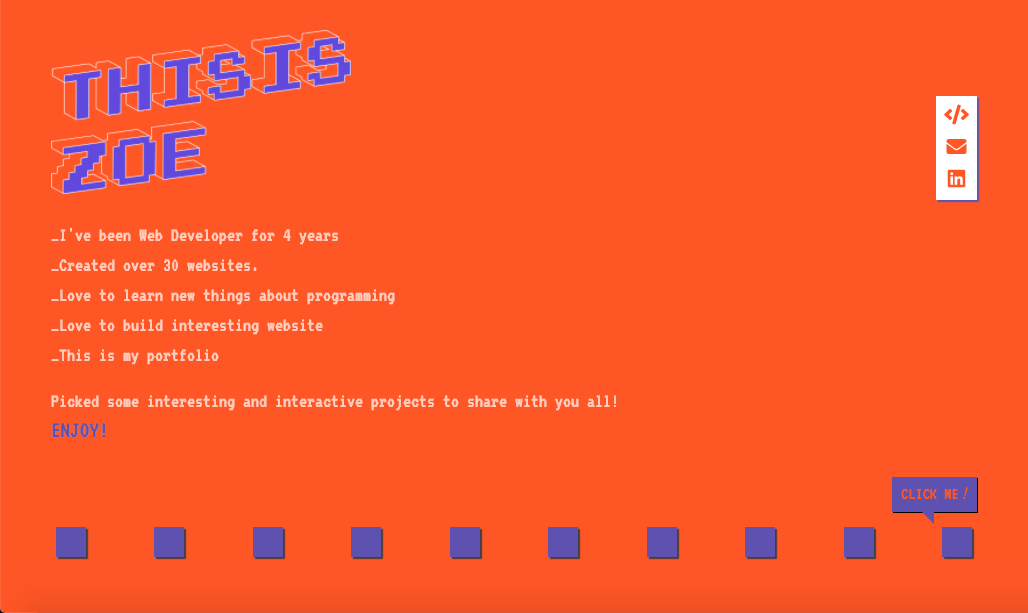 THIS IS
ZOE
_I've been Web Developer for 4 years
_Created over 30 websites.
_Love to learn new things about programming
_Love to build interesting website
_This is my portfolio
Picked some interesting and interactive projects to share with you all!
ENJOY!
CLICK ME!